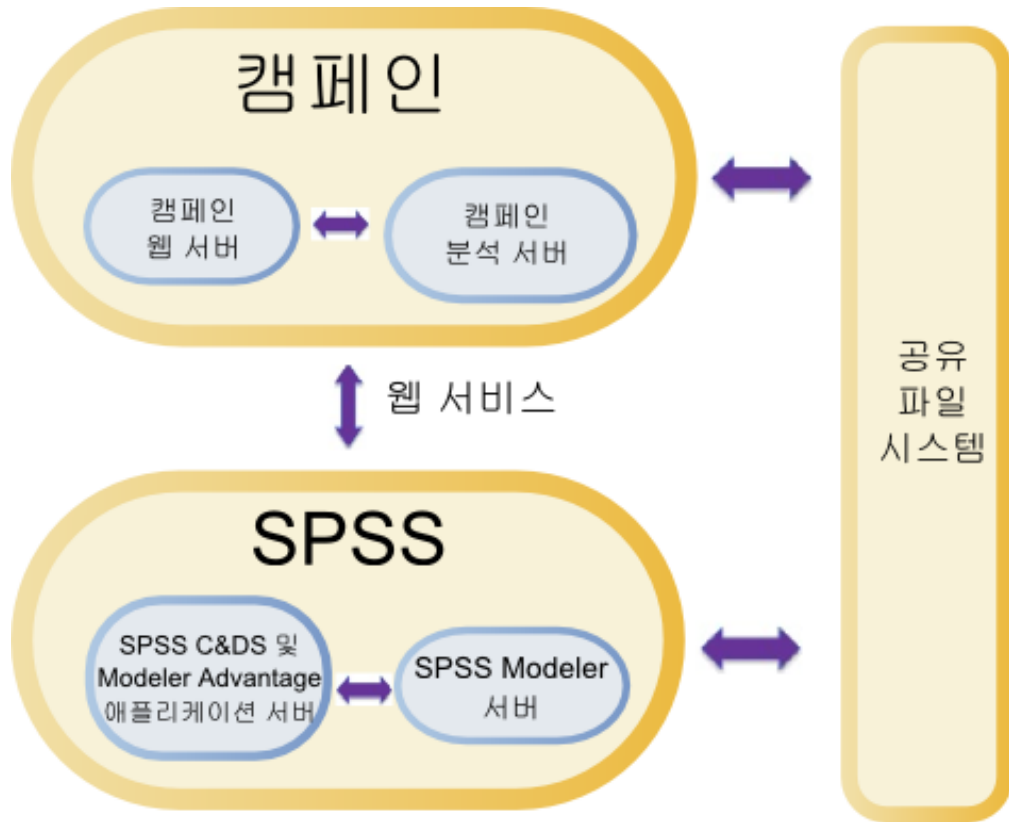 캠페인
캠페인
웹 서버
캠페인
분석 서버
웹 서비스
공유
파일
시스템
SPSS
SPSS C&DS 및
Modeler Advantage
애플리케이션 서버
SPSS Modeler
서버